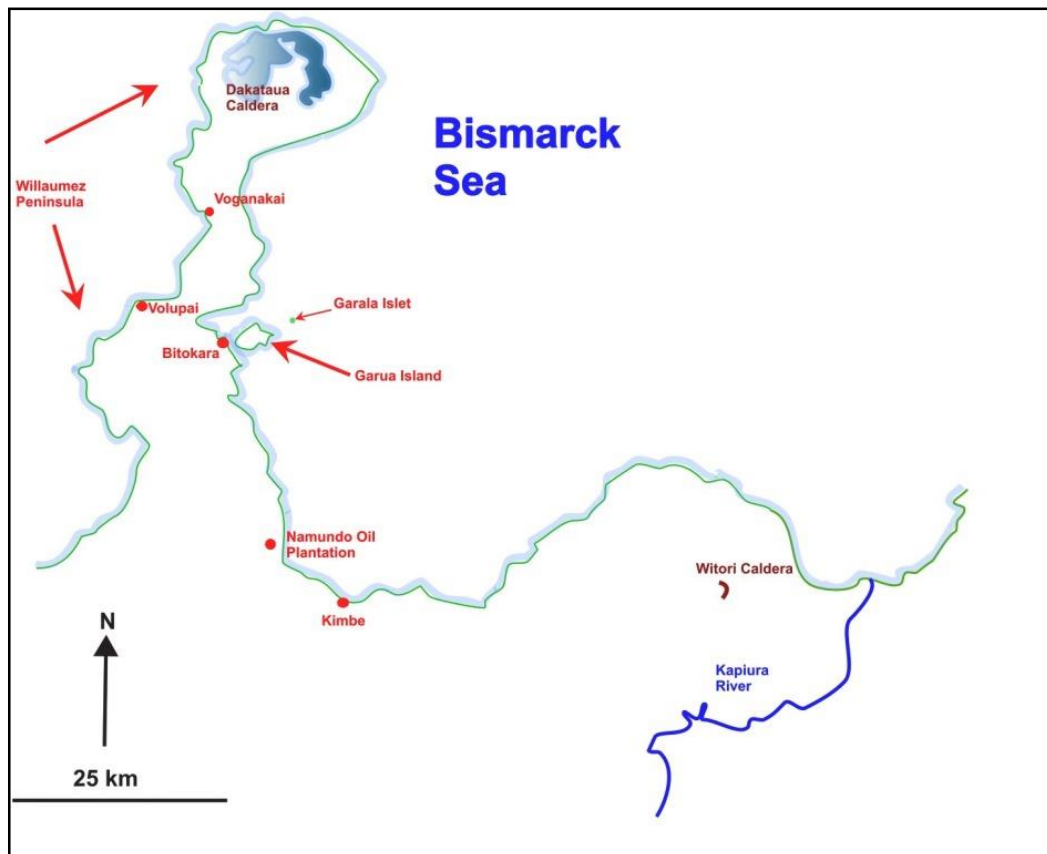 Dakataua
Caldera
Bismarck
Sea
Willaumez
Peninsula
Voganakai
Volupai
Garala Islet
Bitokara
Garua Island
Namundo Oil
Plantation
Witori Caldera
Kimbe
N
Kapiura
River
25 km